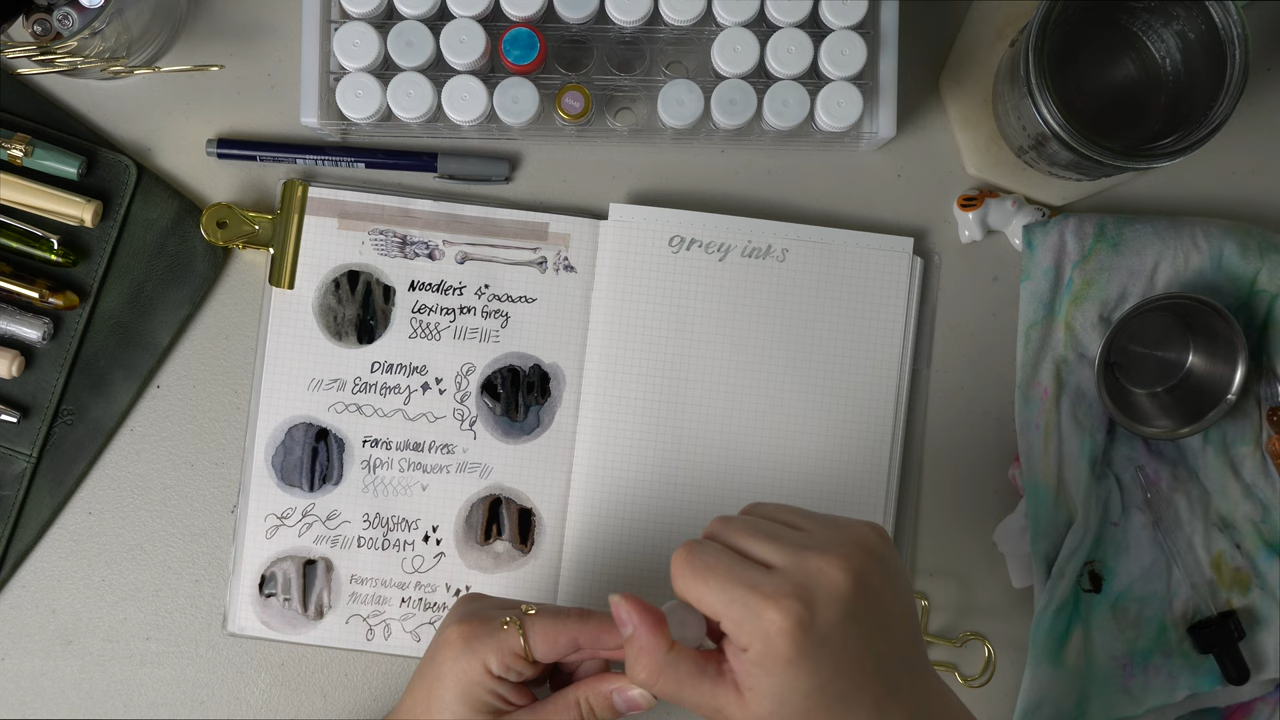 grey inks
Noodler's
Lexington Grey
Diamine
Earl Grey
Ferris Wheel Press
April Showers
3Oysters
DOLDAM
Ferris Wheel Press
Madam